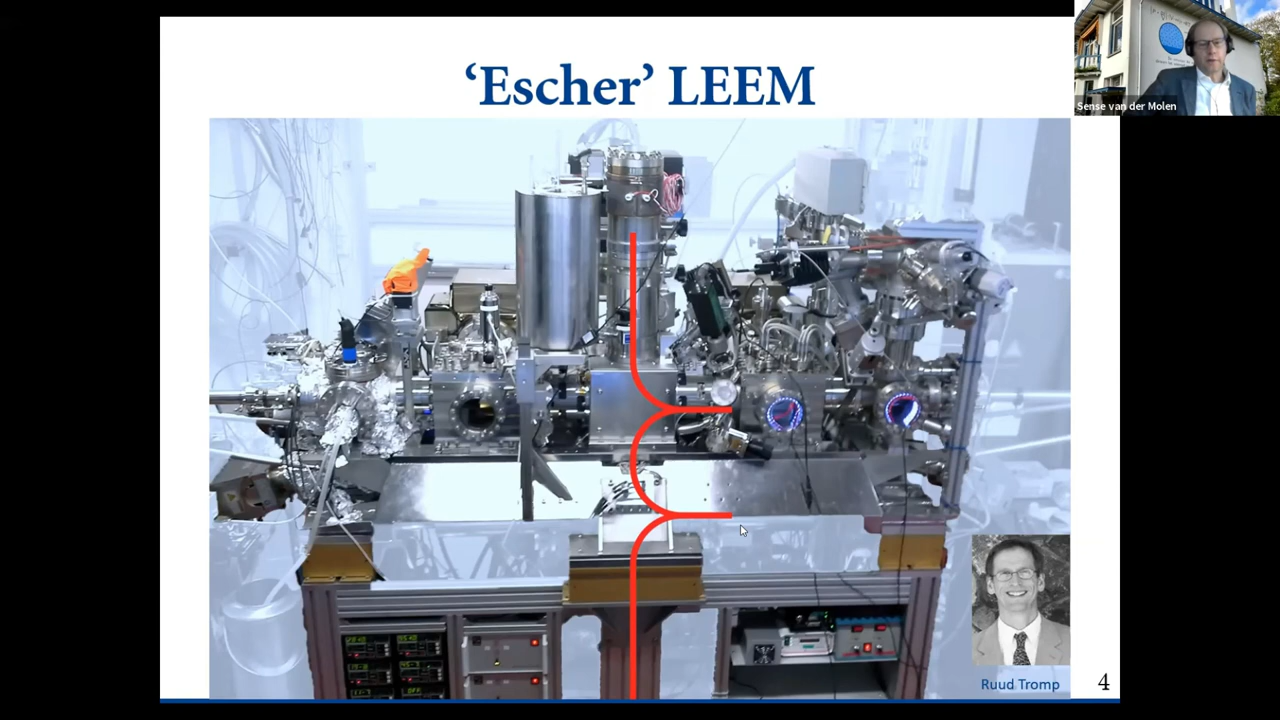 ‘Escher’ LEEM
Sense van der Molen
Ruud Tromp
4